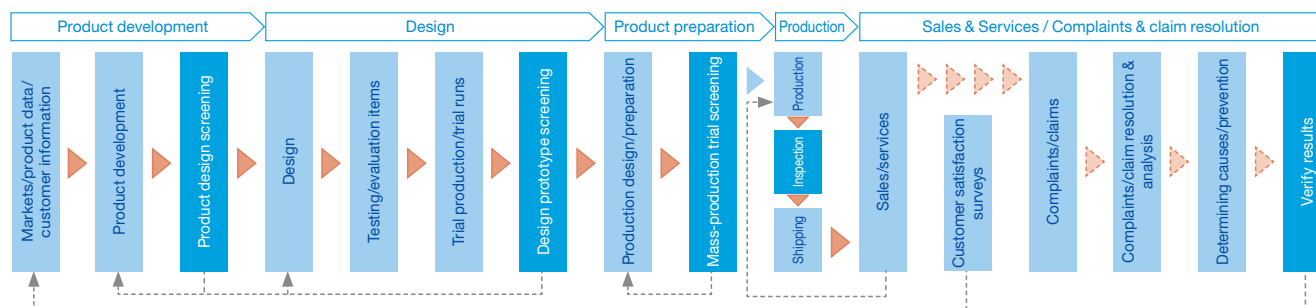 Product development
Design
Product preparation
Production
Sales & Services / Complaints & claim resolution
Markets/product data/
customer information
Product development
Product design screening
Design
Testing/evaluation items
Trial production/trial runs
Design prototype screening
Production design/preparation
Mass-production trial screening
Production
Inspection
Shipping
Sales/services
Customer satisfaction
surveys
Complaints/claims
Complaints/claim resolution &
analysis
Determining causes/prevention
Verify results